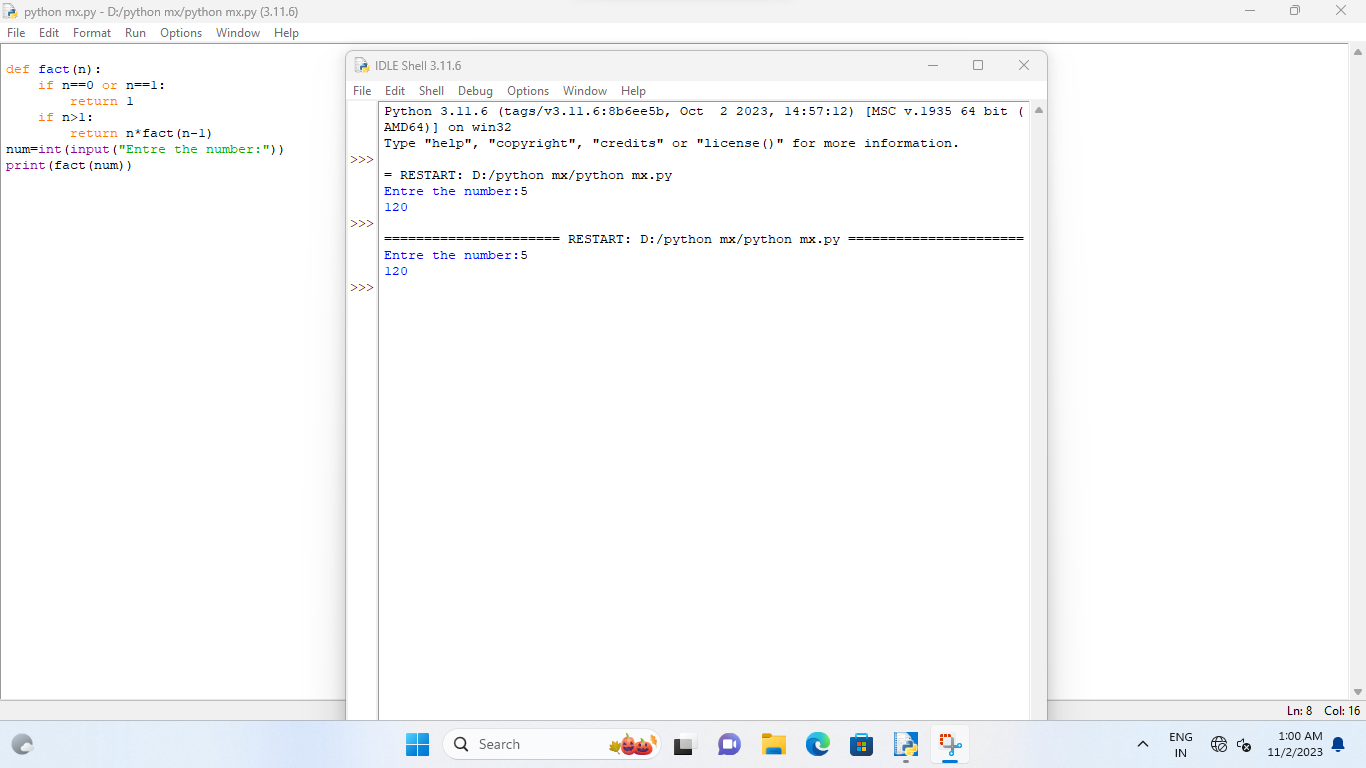 python mx.py - D:/python mx/python mx.py (3.11.6)
File Edit Format Run Options Window Help
def fact(n):
    if n==0 or n==1:
        return 1
    if n>1:
        return n*fact(n-1)
num=int(input("Entre the number:"))
print(fact(num))
IDLE Shell 3.11.6
File Edit Shell Debug Options Window Help
Python 3.11.6 (tags/v3.11.6:8b6ee5b, Oct  2 2023, 14:57:12) [MSC v.1935 64 bit (
AMD64)] on win32
Type "help", "copyright", "credits" or "license()" for more information.
>>>
= RESTART: D:/python mx/python mx.py
Entre the number:5
120
>>>
====================== RESTART: D:/python mx/python mx.py ======================
Entre the number:5
120
>>>
Ln: 8 Col: 16
Search
ENG
IN
1:00 AM
11/2/2023